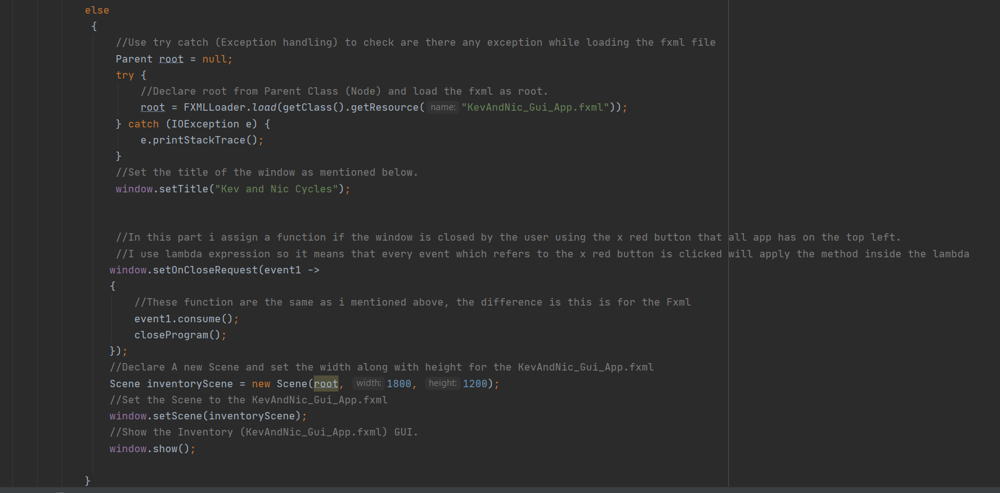 else
{
//Use try catch (Exception handling) to check are there any exception while loading the fxml file
Parent root = null;
try {
//Declare root from Parent Class (Node) and load the fxml as root.
root = FXMLLoader.load(getClass().getResource( name: "KevAndNic_Gui_App.fxml"));
} catch (IOException e) {
e.printStackTrace();
}
//Set the title of the window as mentioned below.
window.setTitle("Kev and Nic Cycles");
//In this part i assign a function if the window is closed by the user using the x red button that all app has on the top left.
//I use lambda expression so it means that every event which refers to the x red button is clicked will apply the method inside the lambda
window.setOnCloseRequest(event1 ->
{
//These function are the same as i mentioned above, the difference is this is for the Fxml
event1.consume();
closeProgram();
});
//Declare A new Scene and set the width along with height for the KevAndNic_Gui_App.fxml
Scene inventoryScene = new Scene(root, width: 1800, height: 1200);
//Set the Scene to the KevAndNic_Gui_App.fxml
window.setScene(inventoryScene);
//Show the Inventory (KevAndNic_Gui_App.fxml) GUI.
window.show();
}